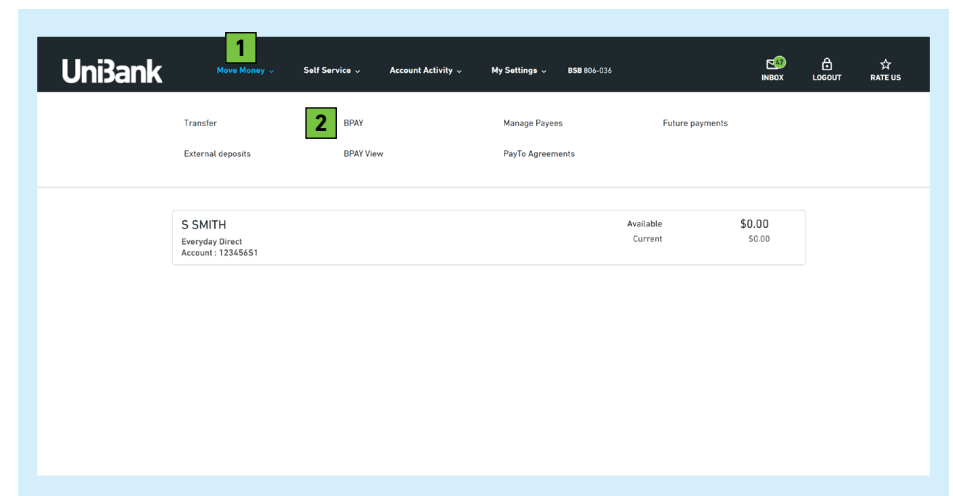 1
UniBank
Move Money
Self Service
Account Activity
My Settings
BSB 806-036
47
INBOX
LOGOUT
RATE US
Transfer
2
BPAY
Manage Payees
Future payments
External deposits
BPAY View
PayTo Agreements
S SMITH
Available
$0.00
Everyday Direct
Current
$0.00
Account : 123456S1